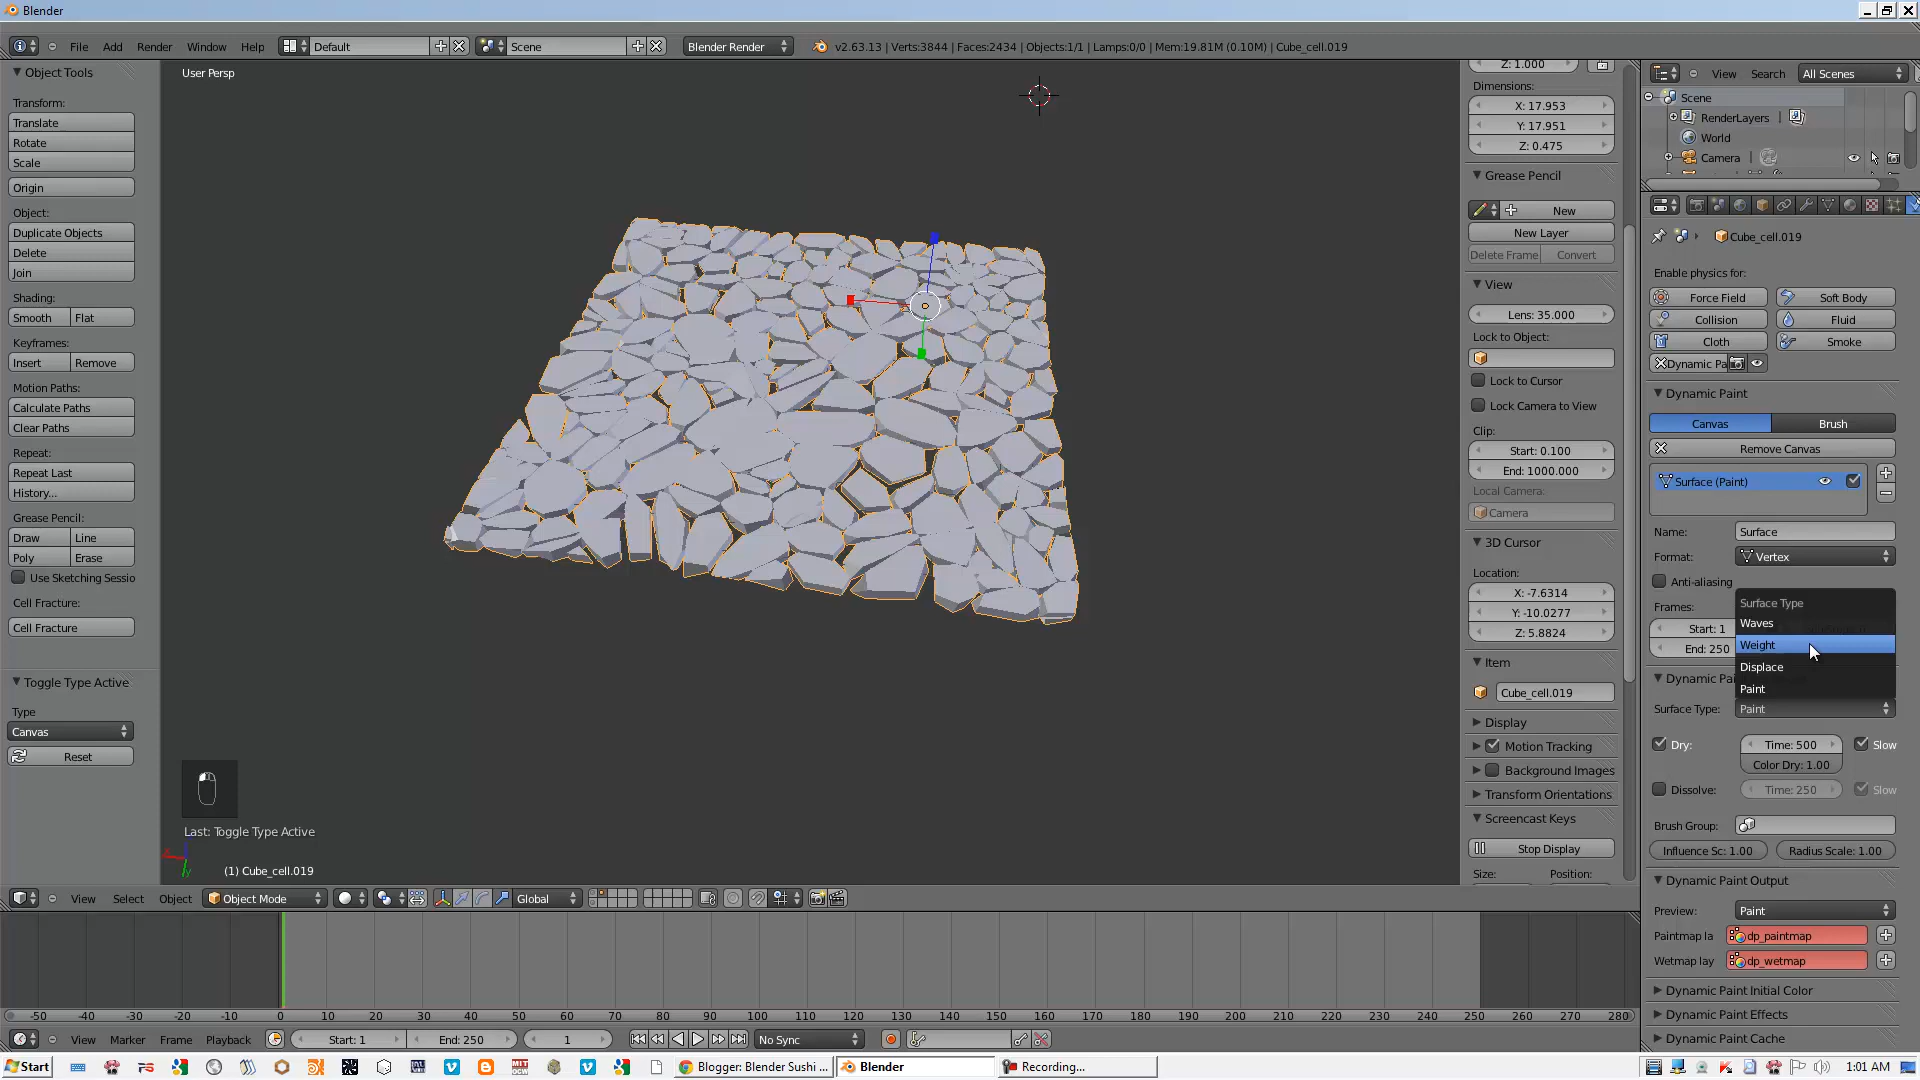 Blender
File Add Render Window Help
Default
Scene
Blender Render
v2.63.13 | Verts:3844 | Faces:2434 | Objects:1/1 | Lamps:0/0 | Mem:19.81M (0.10M) | Cube_cell.019
Object Tools
Transform:
Translate
Rotate
Scale
Origin
Object:
Duplicate Objects
Delete
Join
Shading:
Smooth Flat
Keyframes:
Insert Remove
Motion Paths:
Calculate Paths
Clear Paths
Repeat:
Repeat Last
History...
Grease Pencil:
Draw Line
Poly Erase
Use Sketching Sessio
Cell Fracture:
Cell Fracture
Toggle Type Active
Type
Canvas
Reset
User Persp
Last: Toggle Type Active
(1) Cube_cell.019
Z: 1.000
Dimensions:
X: 17.953
Y: 17.951
Z: 0.475
Grease Pencil
New
New Layer
Delete Frame Convert
View
Lens: 35.000
Lock to Object:
Lock to Cursor
Lock Camera to View
Clip:
Start: 0.100
End: 1000.000
Local Camera:
Camera
3D Cursor
Location:
X: -7.6314
Y: -10.0277
Z: 5.8824
Item
Cube_cell.019
Display
Motion Tracking
Background Images
Transform Orientations
Screencast Keys
Stop Display
Size: Position:
View Search All Scenes
Scene
RenderLayers |
World
Camera |
Cube_cell.019
Enable physics for:
Force Field Soft Body
Collision Fluid
Cloth Smoke
Dynamic Pa
Dynamic Paint
Canvas Brush
Remove Canvas
Surface (Paint)
Name: Surface
Format: Vertex
Anti-aliasing
Frames:
Start: 1
End: 250
Surface Type
Waves
Weight
Displace
Paint
Dynamic Pa
Surface Type: Paint
Dry: Time: 500 Slow
Color Dry: 1.00
Dissolve: Time: 250 Slow
Brush Group:
Influence Sc: 1.00 Radius Scale: 1.00
Dynamic Paint Output
Preview: Paint
Paintmap la dp_paintmap
Wetmap lay dp_wetmap
Dynamic Paint Initial Color
Dynamic Paint Effects
Dynamic Paint Cache
View Select Object Object Mode Global
-50 -40 -30 -20 -10 0 10 20 30 40 50 60 70 80 90 100 110 120 130 140 150 160 170 180 190 200 210 220 230 240 250 260 270 280
View Marker Frame Playback Start: 1 End: 250 1 No Sync
Start Blogger: Blender Sushi ... Blender Recording... 1:01 AM